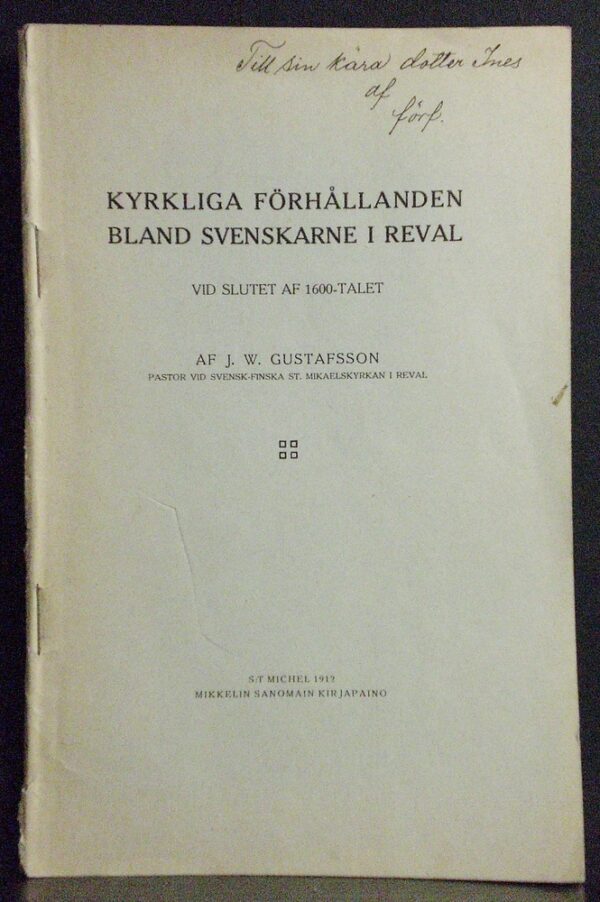 Till sin kära dotter Ines
af
förf.
KYRKLIGA FÖRHÅLLANDEN
BLAND SVENSKARNE I REVAL
VID SLUTET AF 1600-TALET
AF J. W. GUSTAFSSON
PASTOR VID SVENSK-FINSKA ST. MIKAELSKYRKAN I REVAL
S:T MICHEL 1912
MIKKELIN SANOMAIN KIRJAPAINO